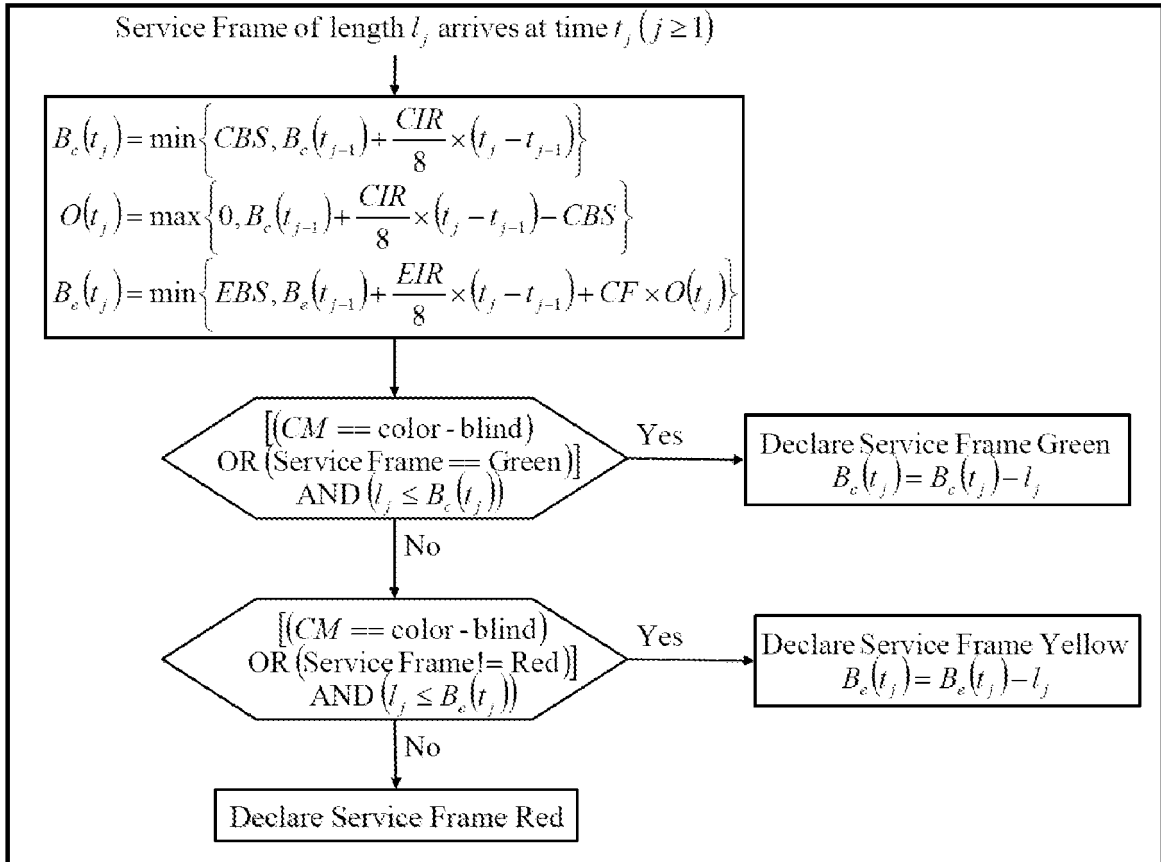 Service Frame of length l_j arrives at time t_j (j ≥ 1)
B_c(t_j) = min{CBS, B_c(t_{j-1}) + CIR/8 × (t_j − t_{j-1})}
O(t_j) = max{0, B_c(t_{j-1}) + CIR/8 × (t_j − t_{j-1}) − CBS}
B_e(t_j) = min{EBS, B_e(t_{j-1}) + EIR/8 × (t_j − t_{j-1}) + CF × O(t_j)}
[(CM == color - blind)
OR (Service Frame == Green)]
AND (l_j ≤ B_c(t_j))
Yes
Declare Service Frame Green
B_c(t_j) = B_c(t_j) − l_j
No
[(CM == color - blind)
OR (Service Frame != Red)]
AND (l_j ≤ B_e(t_j))
Yes
Declare Service Frame Yellow
B_e(t_j) = B_e(t_j) − l_j
No
Declare Service Frame Red